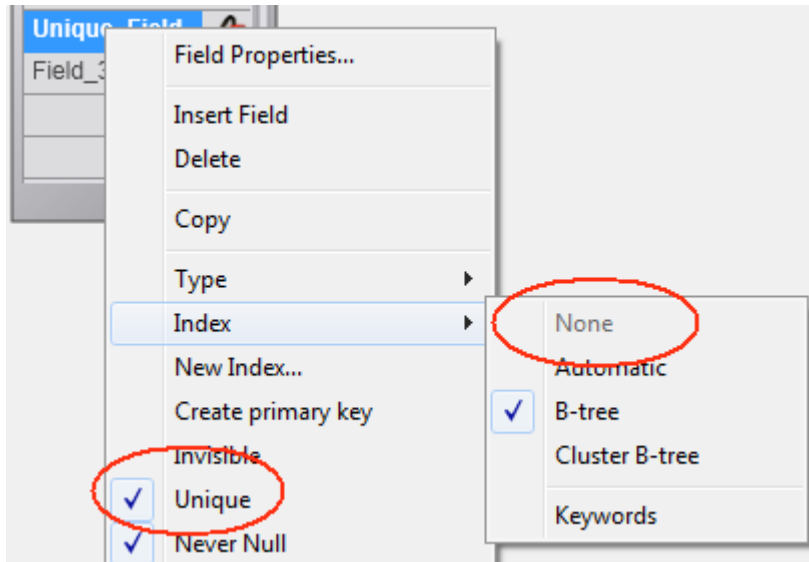 Unique_Field
Field_3
Field Properties...
Insert Field
Delete
Copy
Type
Index
New Index...
Create primary key
Invisible
Unique
Never Null
None
Automatic
B-tree
Cluster B-tree
Keywords